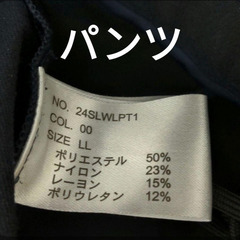 パンツ
NO. 24SLWLPT1
COL. 00
SIZE LL
ポリエステル 50%
ナイロン 23%
レーヨン 15%
ポリウレタン 12%